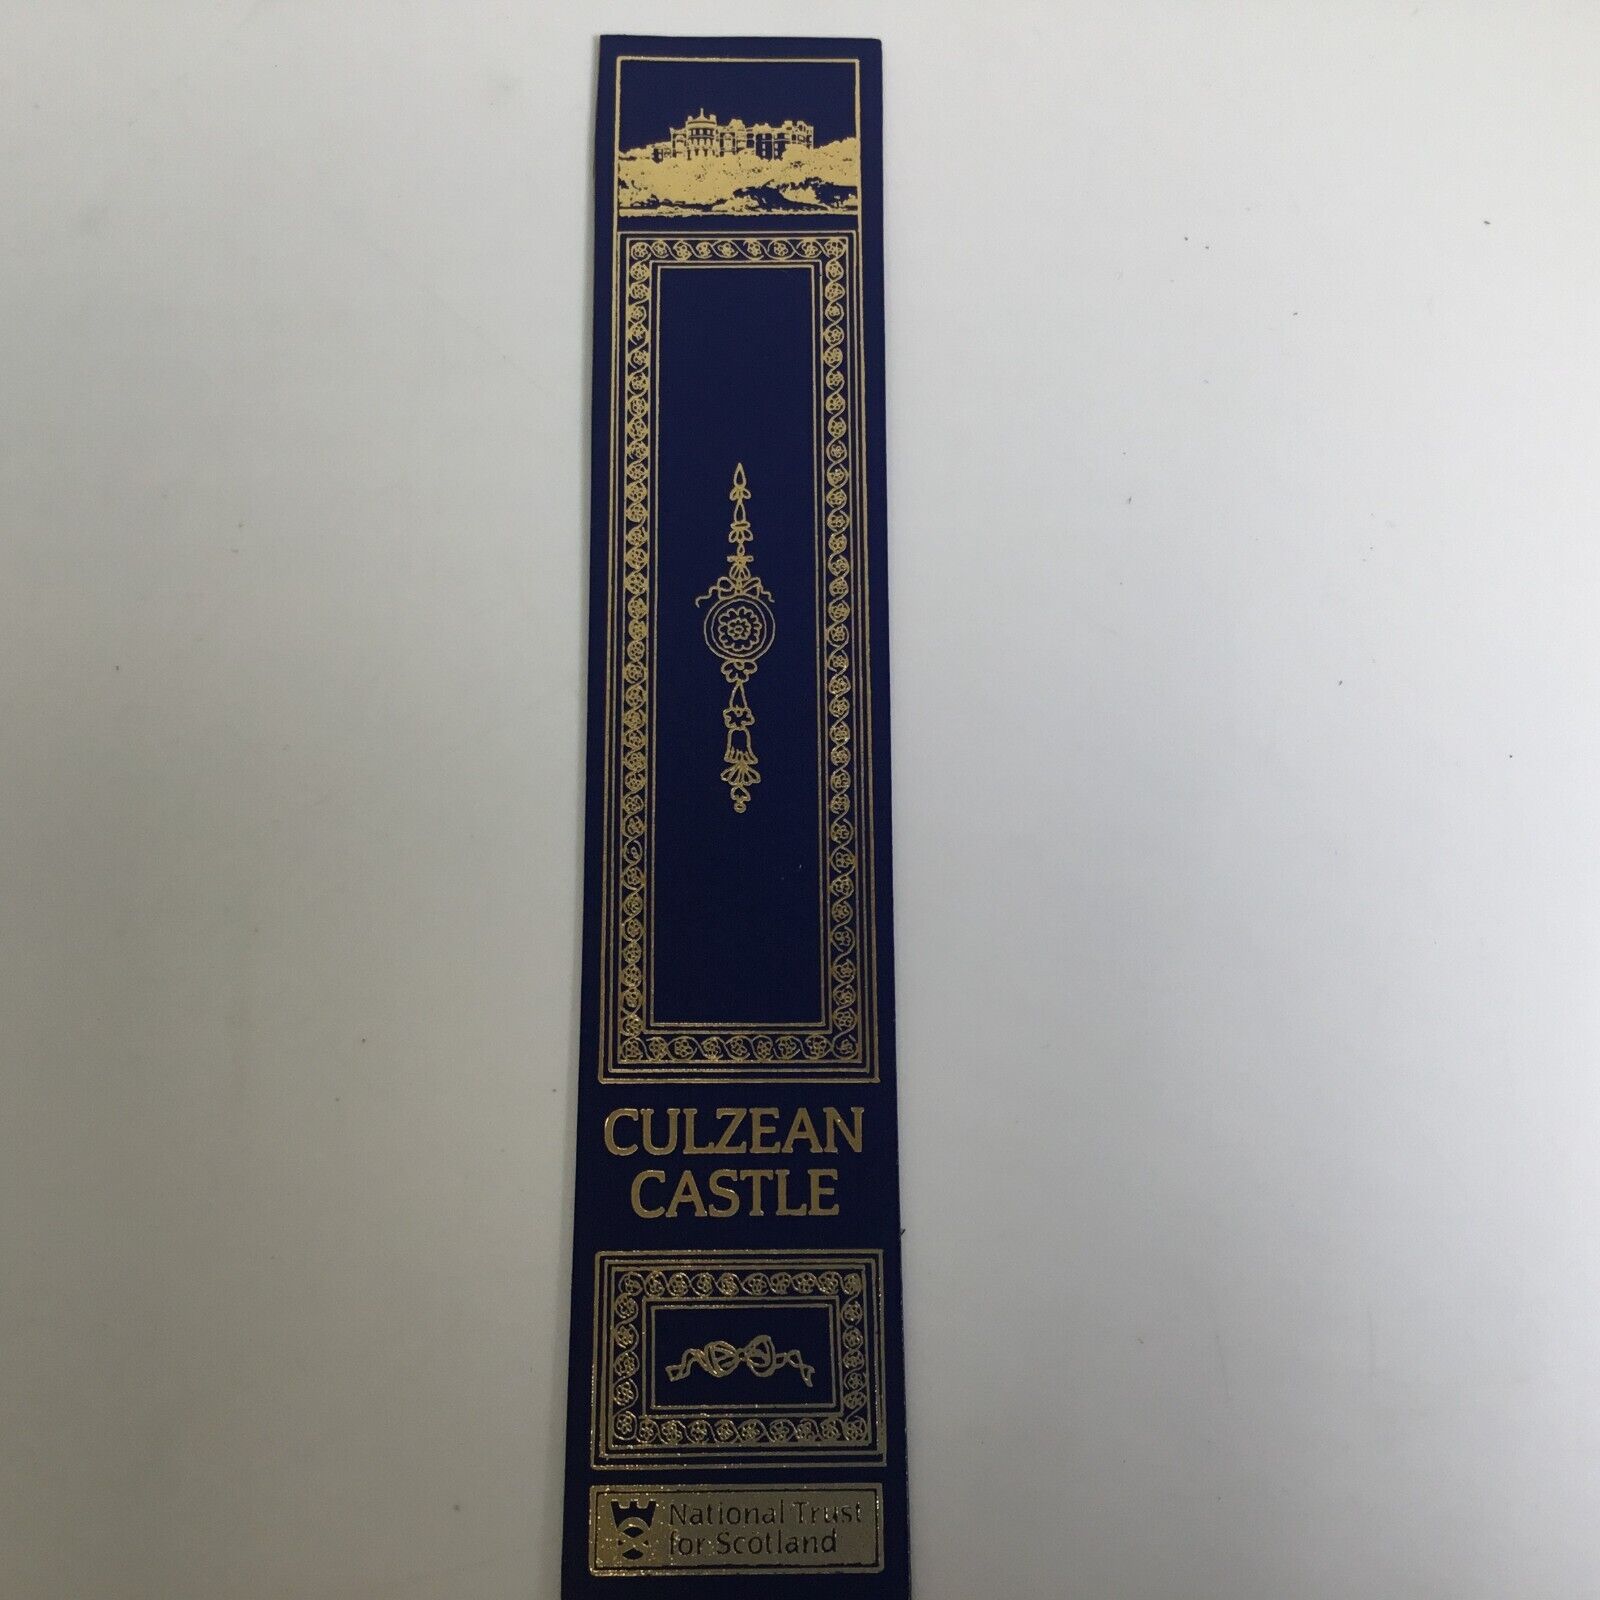 CULZEAN
CASTLE
National Trust
for Scotland